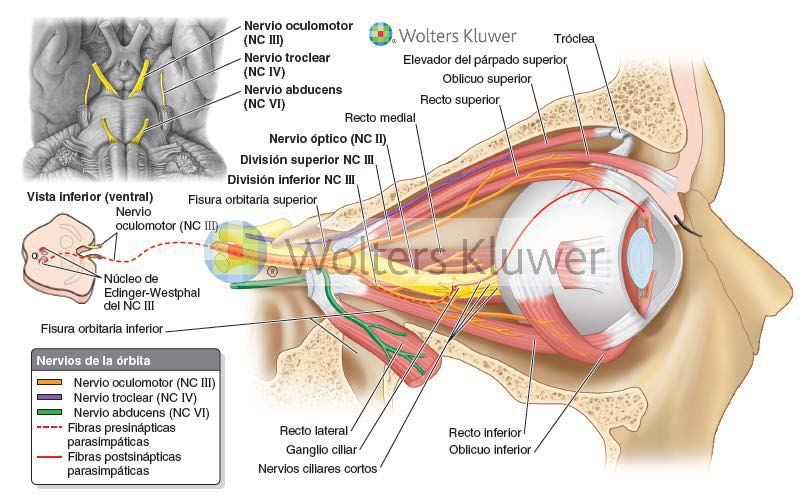 Nervio oculomotor
(NC III)
Nervio troclear
(NC IV)
Nervio abducens
(NC VI)
Wolters Kluwer
Tróclea
Elevador del párpado superior
Oblicuo superior
Recto superior
Recto medial
Nervio óptico (NC II)
División superior NC III
División inferior NC III
Fisura orbitaria superior
Vista inferior (ventral)
Nervio
oculomotor (NC III)
Wolters Kluwer
®
Núcleo de
Edinger-Westphal
del NC III
Fisura orbitaria inferior
Nervios de la órbita
Nervio oculomotor (NC III)
Nervio troclear (NC IV)
Nervio abducens (NC VI)
Fibras presinápticas
parasimpáticas
Fibras postsinápticas
parasimpáticas
Recto lateral
Ganglio ciliar
Nervios ciliares cortos
Recto inferior
Oblicuo inferior